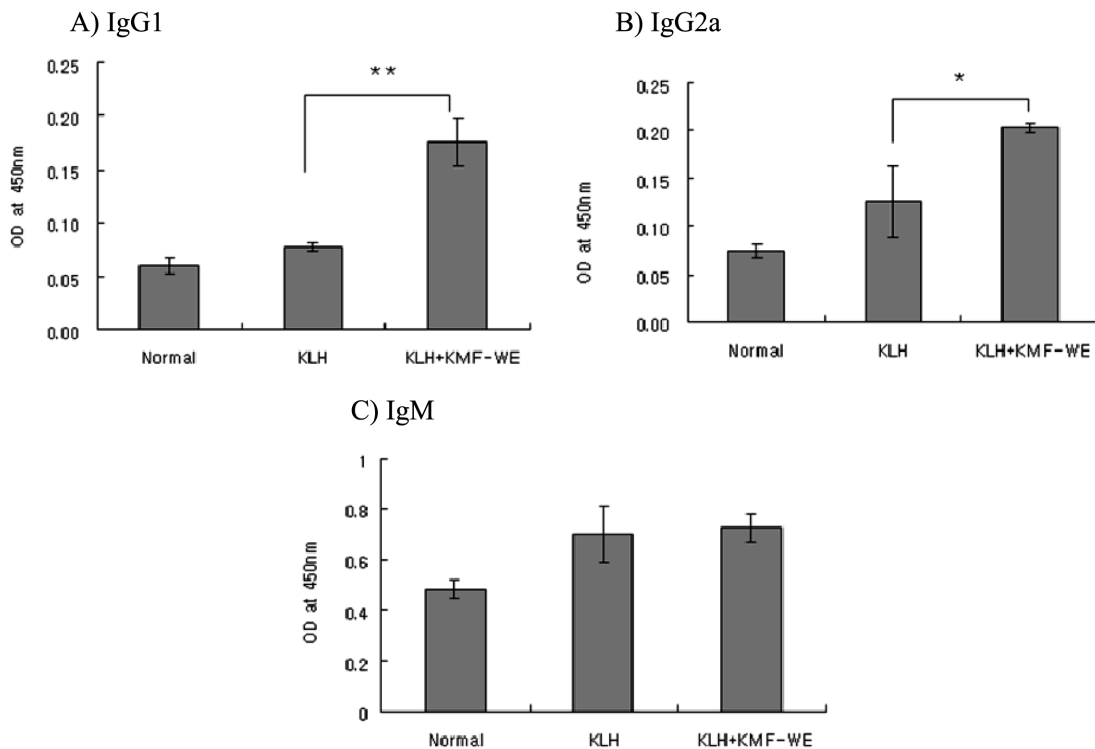 A) IgG1
0.25
0.20
0.15
0.10
0.05
0.00
OD at 450nm
**
Normal
KLH
KLH+KMF-WE
B) IgG2a
0.25
0.20
0.15
0.10
0.05
0.00
OD at 450nm
*
Normal
KLH
KLH+KMF-WE
C) IgM
1
0.8
0.6
0.4
0.2
0
OD at 450nm
Normal
KLH
KLH+KMF-WE